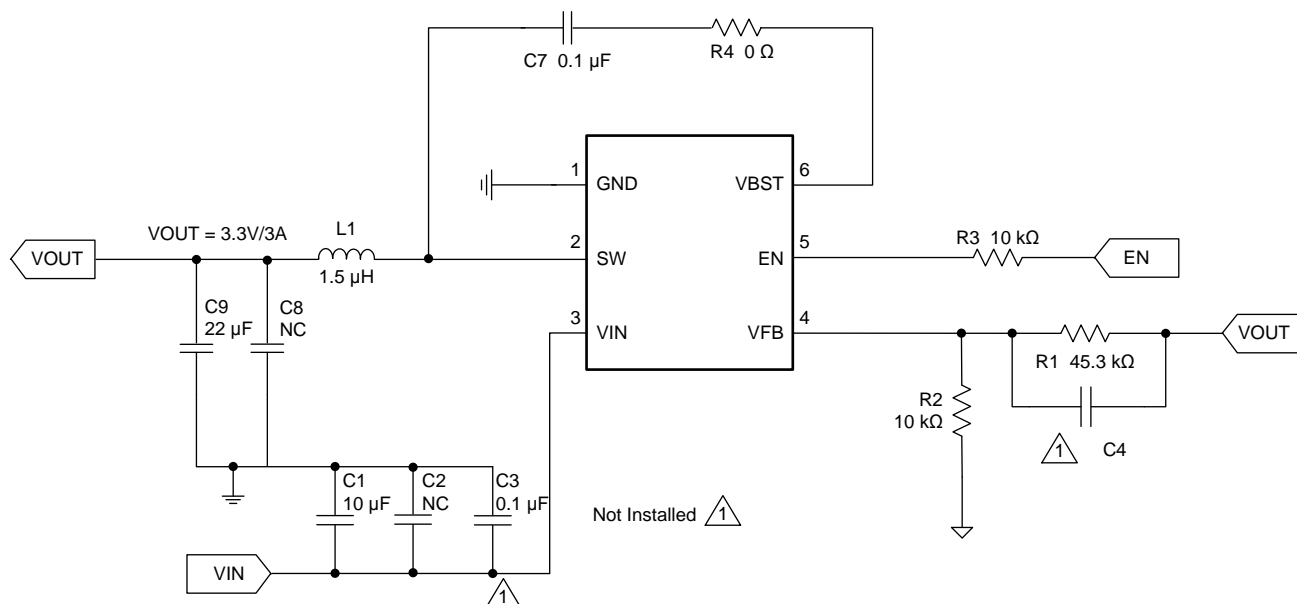 C7 0.1 µF
R4 0 Ω
1
GND
VBST
6
VOUT
VOUT = 3.3V/3A
L1
1.5 µH
2
SW
EN
5
R3 10 kΩ
EN
C9
22 µF
C8
NC
3
VIN
VFB
4
VOUT
R1 45.3 kΩ
R2
10 kΩ
1
C4
C1
10 µF
C2
NC
C3
0.1 µF
Not Installed 1
VIN
1